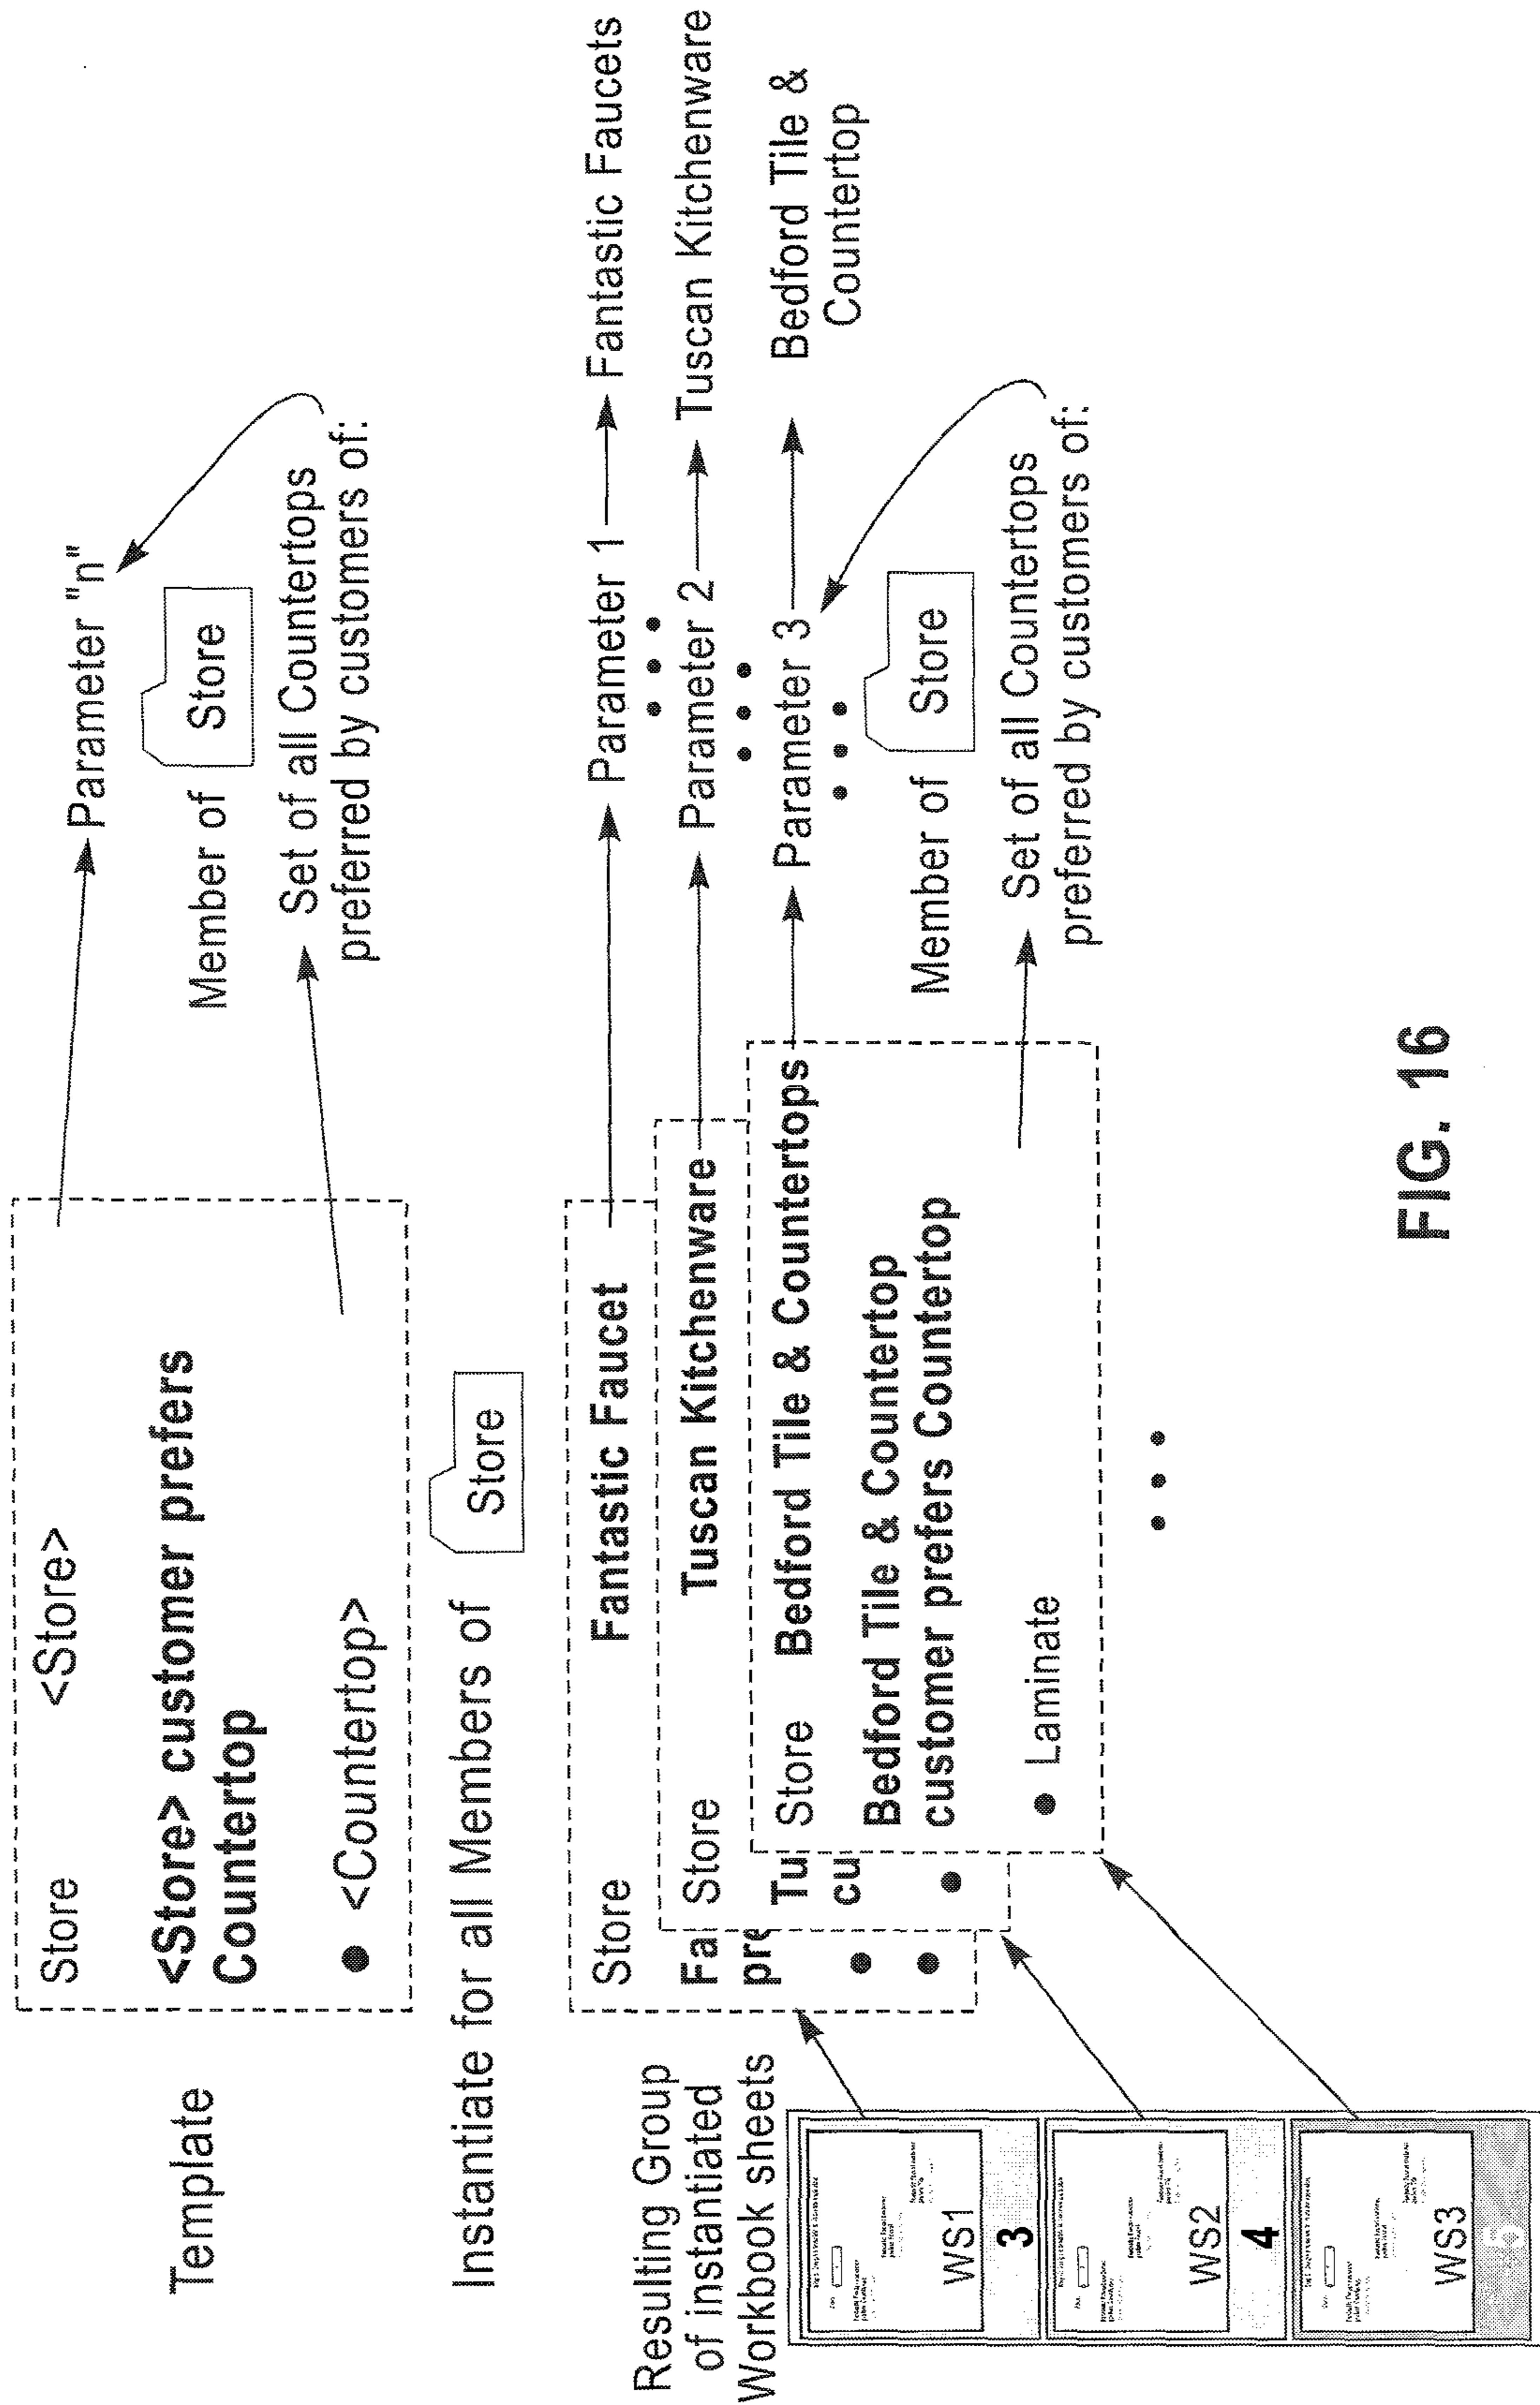 Template
Store <Store>
<Store> customer prefers
Countertop
● <Countertop>
Parameter "n"
Member of Store
Set of all Countertops
preferred by customers of:
Instantiate for all Members of Store
Resulting Group
of instantiated
Workbook sheets
WS1
3
WS2
4
WS3
5
Store Fantastic Faucet
Fa
pre
Store Tuscan Kitchenware
Tu
cu
Store Bedford Tile & Countertops
Bedford Tile & Countertop
customer prefers Countertop
● Laminate
Parameter 1
Fantastic Faucets
Parameter 2
Tuscan Kitchenware
Parameter 3
Bedford Tile &
Countertop
Member of Store
Set of all Countertops
preferred by customers of:
FIG. 16